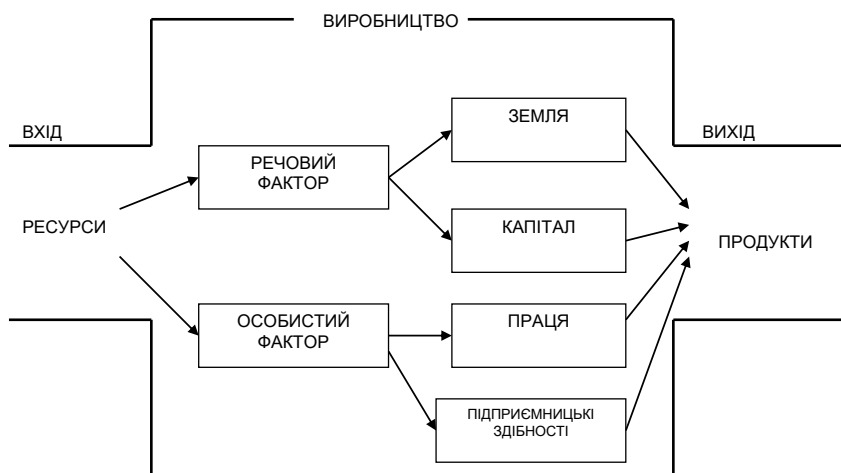 ВИРОБНИЦТВО
ВХІД
ЗЕМЛЯ
ВИХІД
РЕЧОВИЙ
ФАКТОР
РЕСУРСИ
КАПІТАЛ
ПРОДУКТИ
ОСОБИСТИЙ
ФАКТОР
ПРАЦЯ
ПІДПРИЄМНИЦЬКІ
ЗДІБНОСТІ